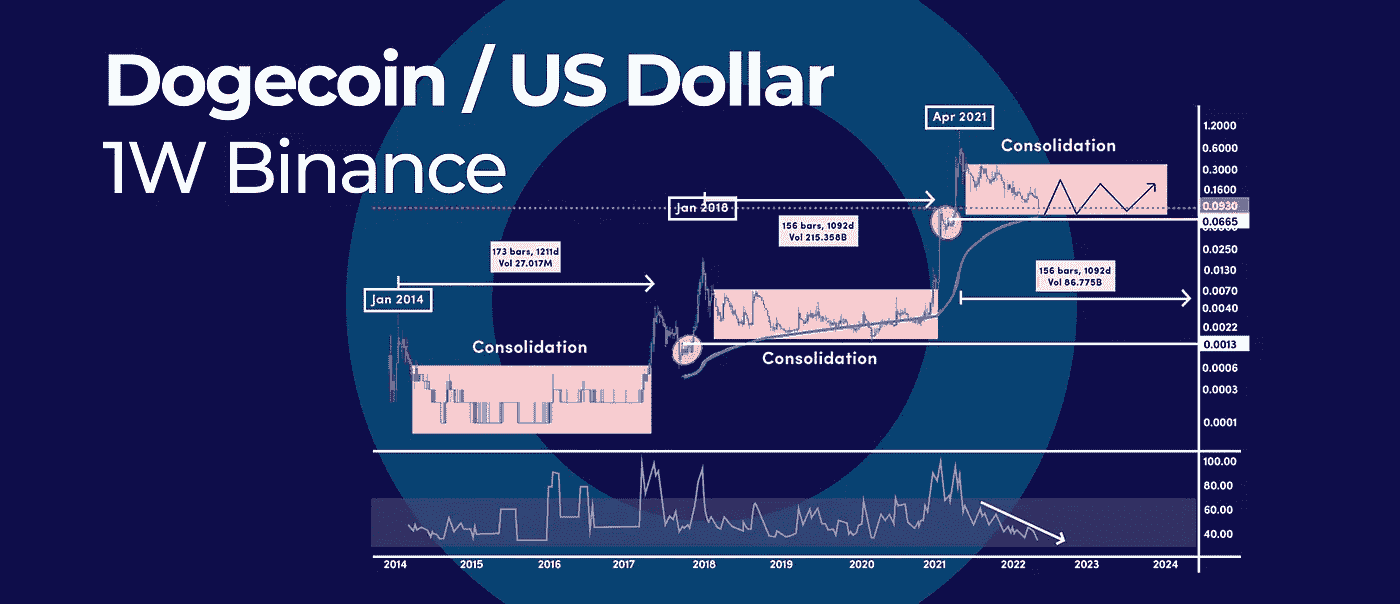 Dogecoin / US Dollar
1W Binance
Apr 2021
Consolidation
Jan 2018
156 bars, 1092d
Vol 215.358B
173 bars, 1211d
Vol 27.017M
Jan 2014
156 bars, 1092d
Vol 86.775B
Consolidation
Consolidation
1.2000
0.6000
0.3000
0.1600
0.0930
0.0665
0.0250
0.0130
0.0070
0.0040
0.0022
0.0013
0.0006
0.0003
0.0001
100.00
80.00
60.00
40.00
2014 2015 2016 2017 2018 2019 2020 2021 2022 2023 2024